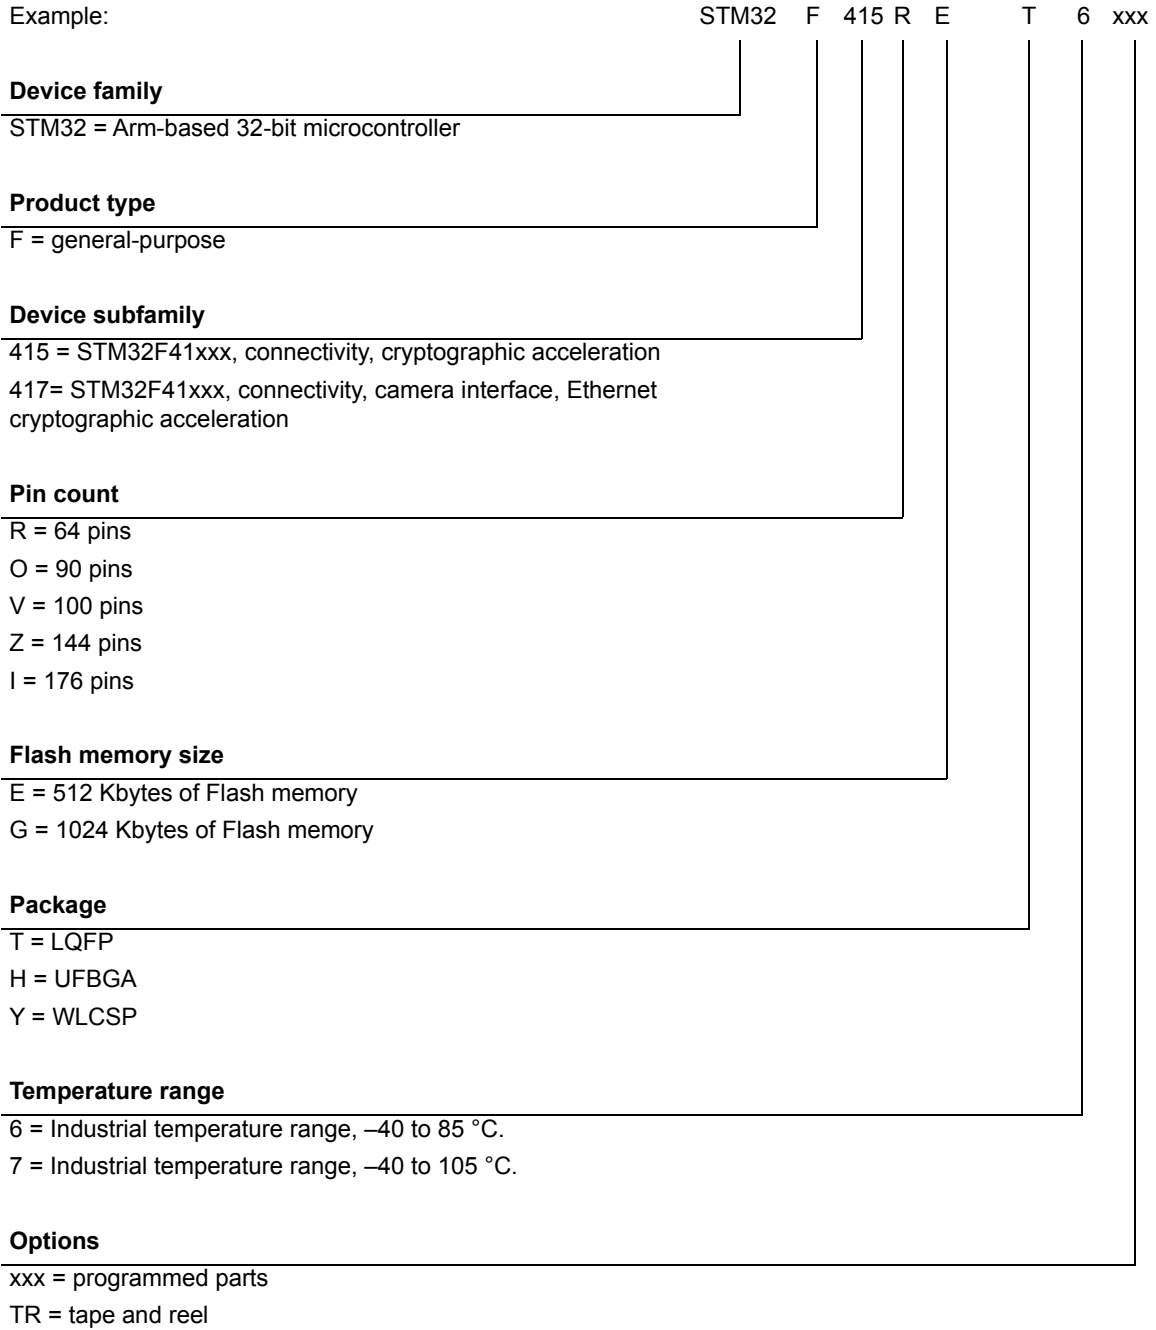 Example: STM32 F 415 R E T 6 xxx
Device family
STM32 = Arm-based 32-bit microcontroller
Product type
F = general-purpose
Device subfamily
415 = STM32F41xxx, connectivity, cryptographic acceleration
417= STM32F41xxx, connectivity, camera interface, Ethernet
cryptographic acceleration
Pin count
R = 64 pins
O = 90 pins
V = 100 pins
Z = 144 pins
I = 176 pins
Flash memory size
E = 512 Kbytes of Flash memory
G = 1024 Kbytes of Flash memory
Package
T = LQFP
H = UFBGA
Y = WLCSP
Temperature range
6 = Industrial temperature range, –40 to 85 °C.
7 = Industrial temperature range, –40 to 105 °C.
Options
xxx = programmed parts
TR = tape and reel